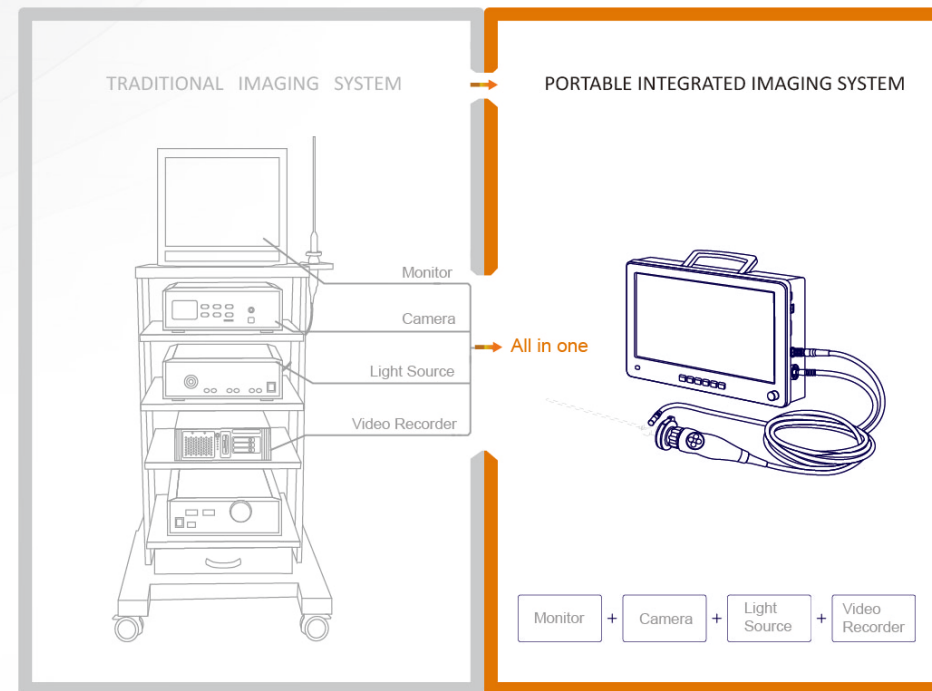 TRADITIONAL IMAGING SYSTEM
PORTABLE INTEGRATED IMAGING SYSTEM
Monitor
Camera
Light Source
Video Recorder
All in one
Monitor + Camera + Light Source + Video Recorder